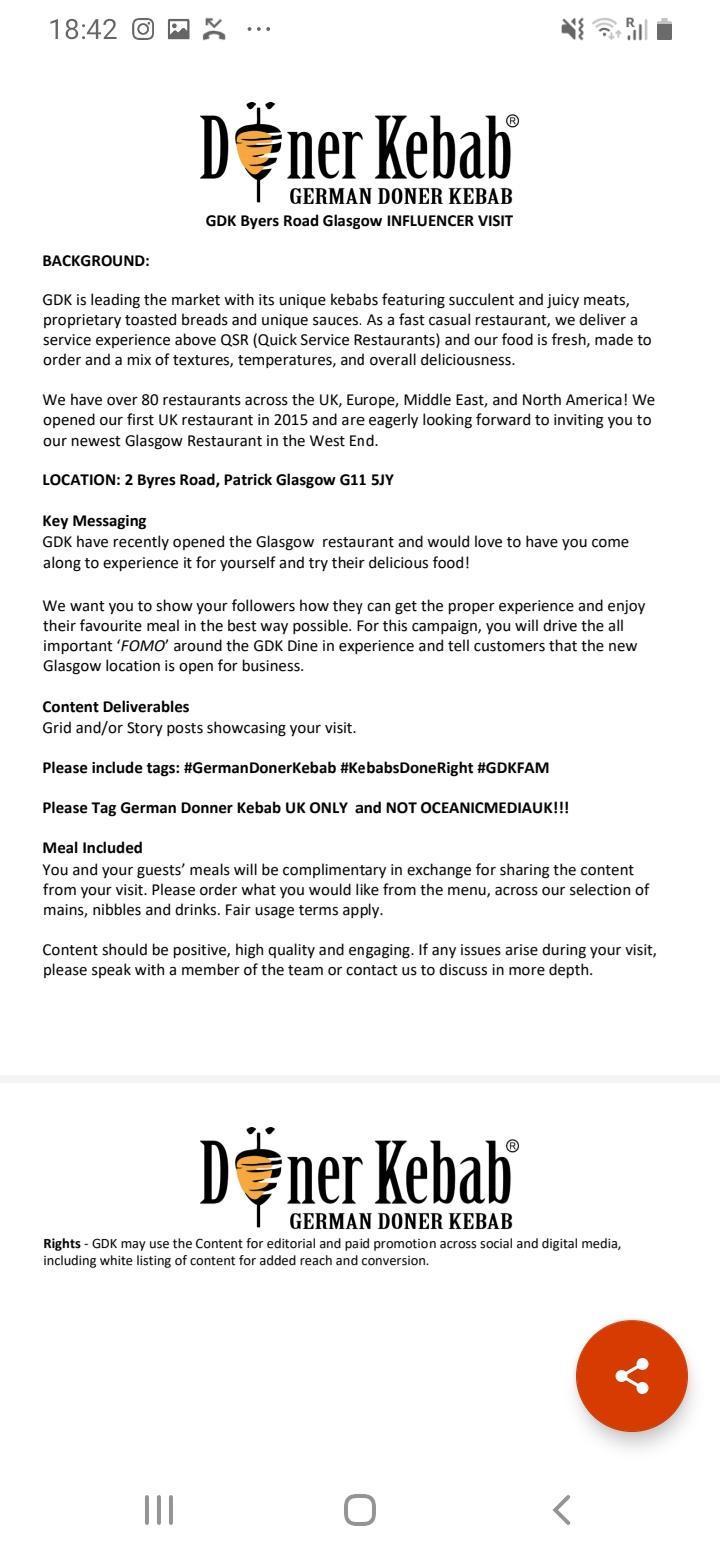 18:42
R
Döner Kebab®
GERMAN DONER KEBAB
GDK Byers Road Glasgow INFLUENCER VISIT
BACKGROUND:
GDK is leading the market with its unique kebabs featuring succulent and juicy meats,
proprietary toasted breads and unique sauces. As a fast casual restaurant, we deliver a
service experience above QSR (Quick Service Restaurants) and our food is fresh, made to
order and a mix of textures, temperatures, and overall deliciousness.
We have over 80 restaurants across the UK, Europe, Middle East, and North America! We
opened our first UK restaurant in 2015 and are eagerly looking forward to inviting you to
our newest Glasgow Restaurant in the West End.
LOCATION: 2 Byres Road, Patrick Glasgow G11 5JY
Key Messaging
GDK have recently opened the Glasgow restaurant and would love to have you come
along to experience it for yourself and try their delicious food!
We want you to show your followers how they can get the proper experience and enjoy
their favourite meal in the best way possible. For this campaign, you will drive the all
important ‘FOMO’ around the GDK Dine in experience and tell customers that the new
Glasgow location is open for business.
Content Deliverables
Grid and/or Story posts showcasing your visit.
Please include tags: #GermanDonerKebab #KebabsDoneRight #GDKFAM
Please Tag German Donner Kebab UK ONLY and NOT OCEANICMEDIAUK!!!
Meal Included
You and your guests’ meals will be complimentary in exchange for sharing the content
from your visit. Please order what you would like from the menu, across our selection of
mains, nibbles and drinks. Fair usage terms apply.
Content should be positive, high quality and engaging. If any issues arise during your visit,
please speak with a member of the team or contact us to discuss in more depth.
Döner Kebab®
GERMAN DONER KEBAB
Rights - GDK may use the Content for editorial and paid promotion across social and digital media,
including white listing of content for added reach and conversion.